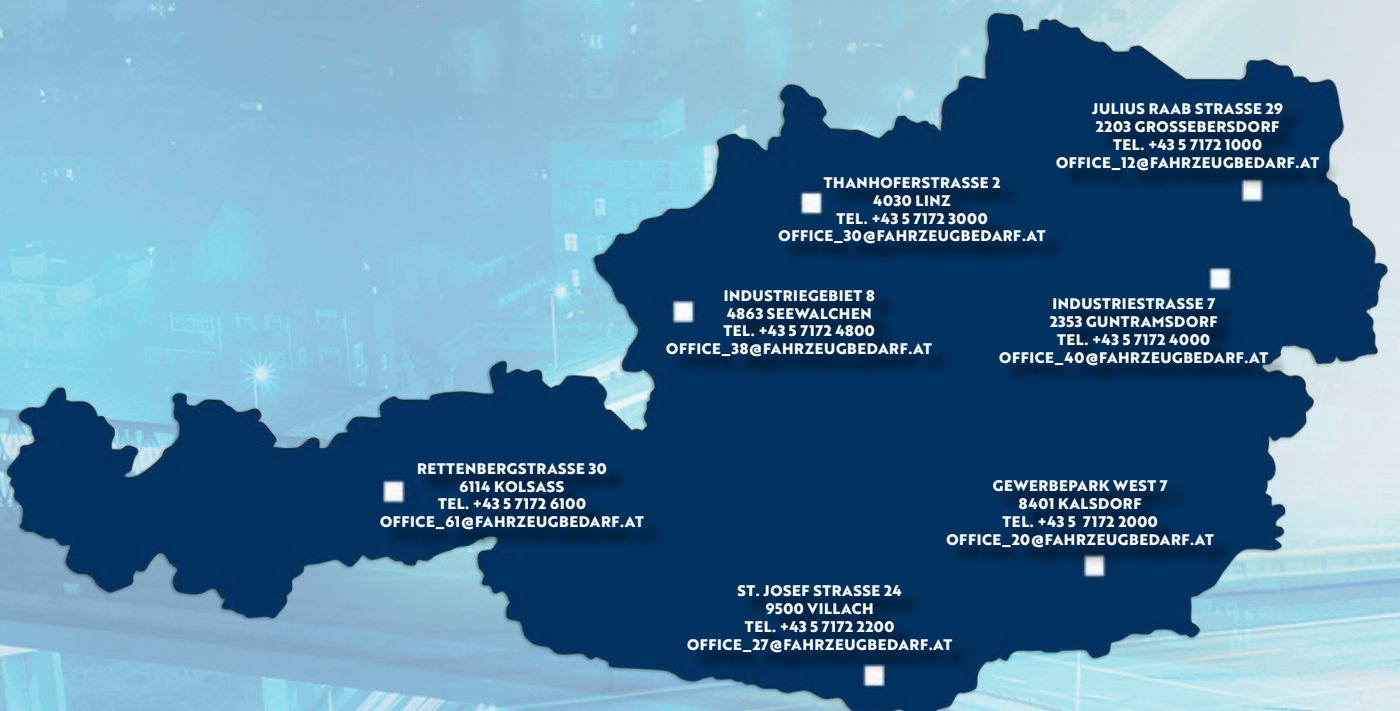 JULIUS RAAB STRASSE 29
2203 GROSSEBERSDORF
TEL. +43 5 7172 1000
OFFICE_12@FAHRZEUGBEDARF.AT
THANHOFERSTRASSE 2
4030 LINZ
TEL. +43 5 7172 3000
OFFICE_30@FAHRZEUGBEDARF.AT
INDUSTRIEGEBIET 8
4863 SEEWALCHEN
TEL. +43 5 7172 4800
OFFICE_38@FAHRZEUGBEDARF.AT
INDUSTRIESTRASSE 7
2353 GUNTRAMSDORF
TEL. +43 5 7172 4000
OFFICE_40@FAHRZEUGBEDARF.AT
RETTENBERGSTRASSE 30
6114 KOLSASS
TEL. +43 5 7172 6100
OFFICE_61@FAHRZEUGBEDARF.AT
GEWERBEPARK WEST 7
8401 KALSDORF
TEL. +43 5 7172 2000
OFFICE_20@FAHRZEUGBEDARF.AT
ST. JOSEF STRASSE 24
9500 VILLACH
TEL. +43 5 7172 2200
OFFICE_27@FAHRZEUGBEDARF.AT